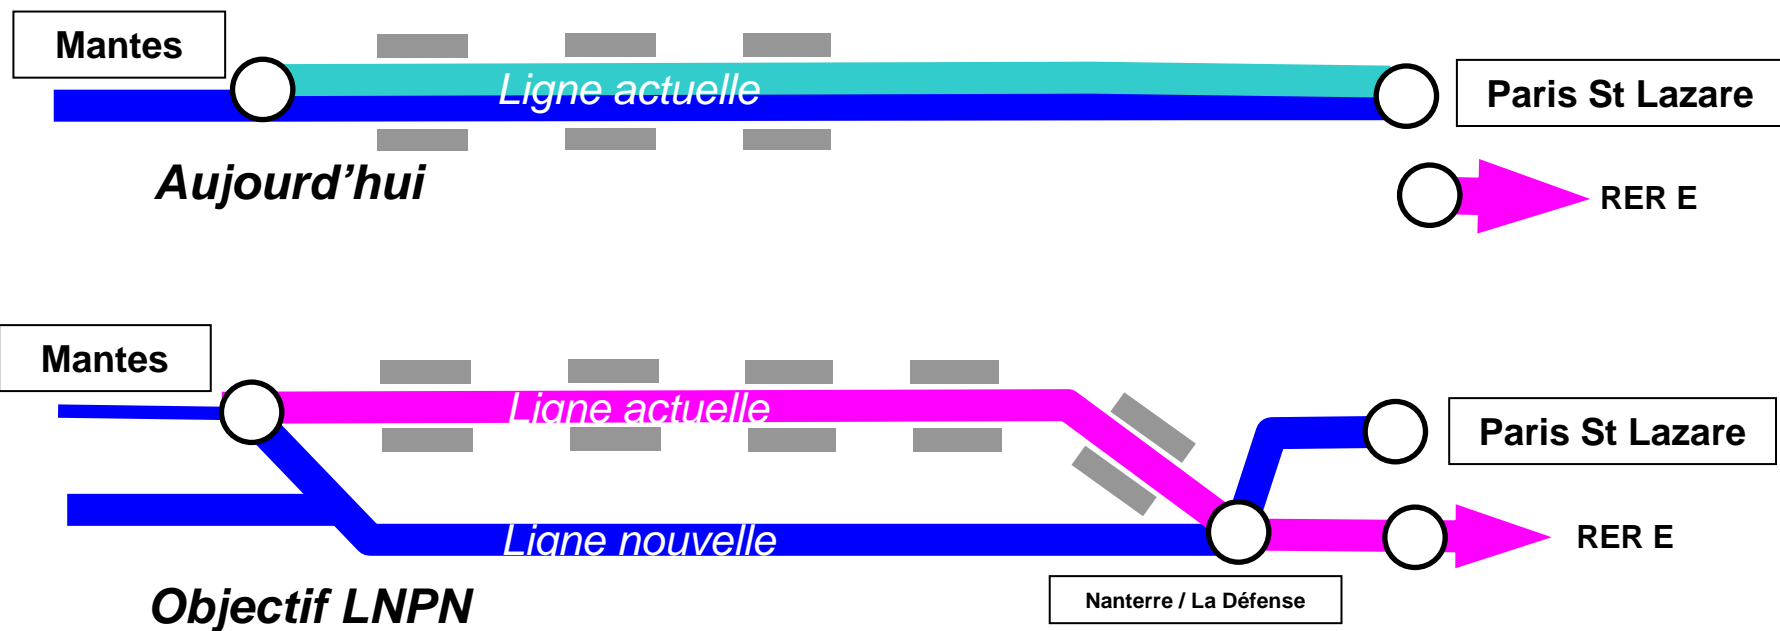 Mantes
Ligne actuelle
Paris St Lazare
Aujourd’hui
RER E
Mantes
Ligne actuelle
Paris St Lazare
Ligne nouvelle
RER E
Nanterre / La Défense
Objectif LNPN